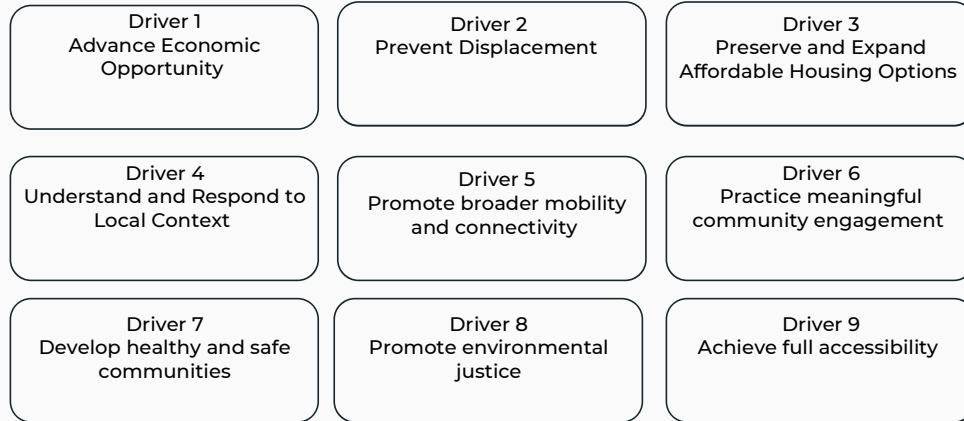 Driver 1
Advance Economic
Opportunity
Driver 2
Prevent Displacement
Driver 3
Preserve and Expand
Affordable Housing Options
Driver 4
Understand and Respond to
Local Context
Driver 5
Promote broader mobility
and connectivity
Driver 6
Practice meaningful
community engagement
Driver 7
Develop healthy and safe
communities
Driver 8
Promote environmental
justice
Driver 9
Achieve full accessibility